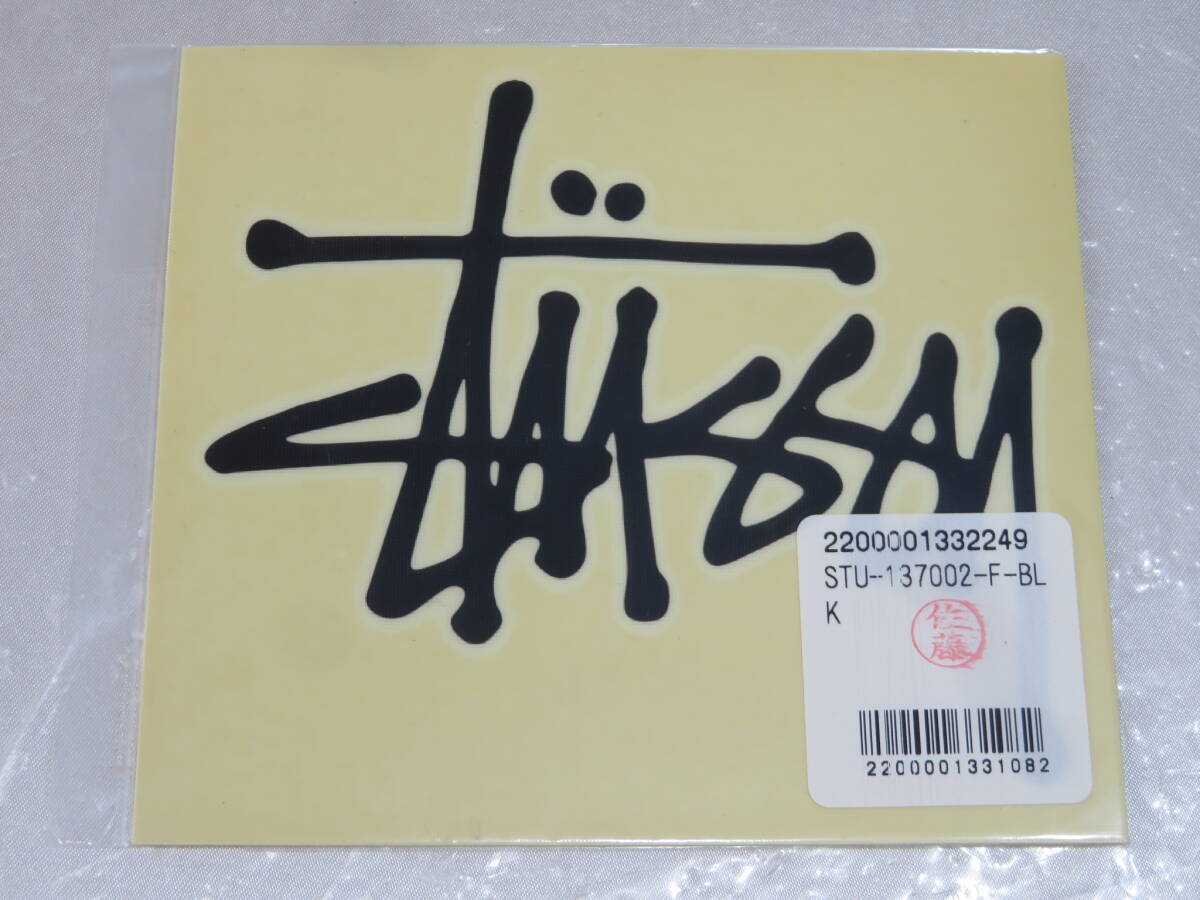 Stüssy
2200001332249
STU-137002-F-BL
K
佐藤
2200001331082